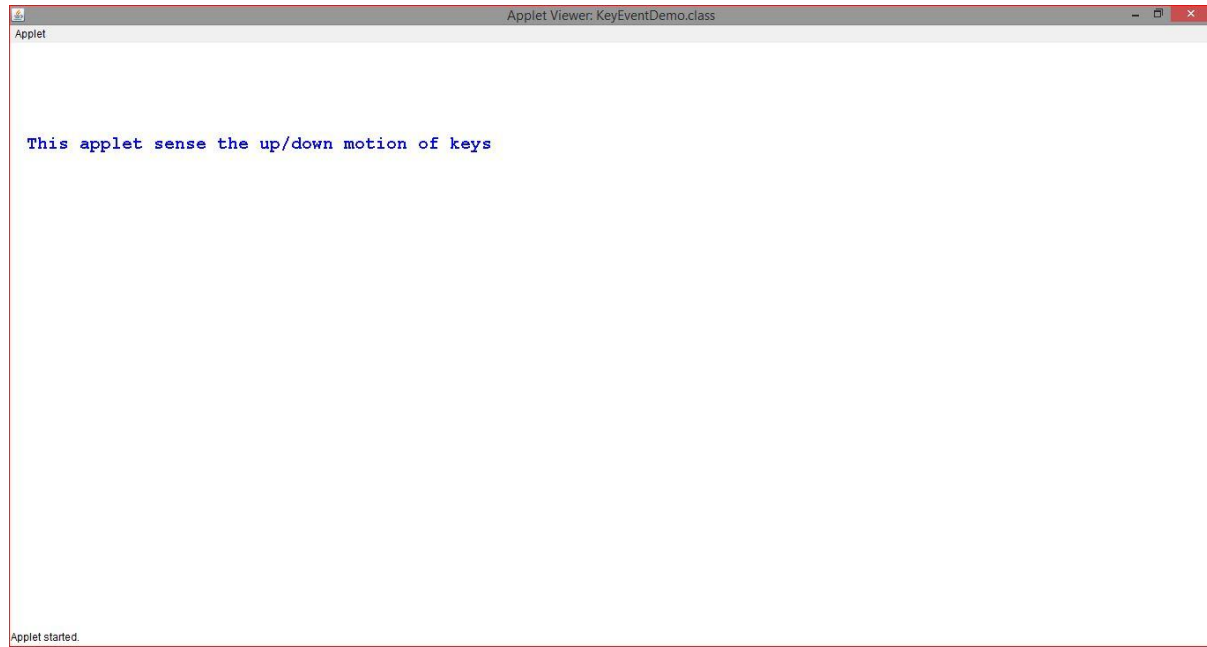 Applet Viewer: KeyEventDemo.class
Applet
This applet sense the up/down motion of keys
Applet started.